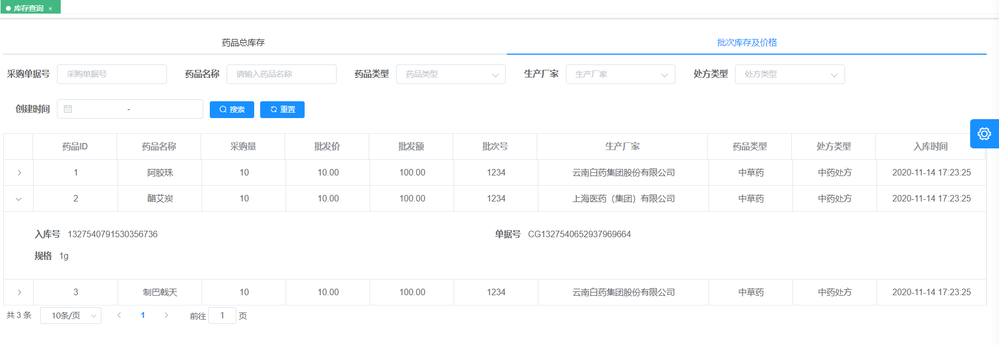 库存查询 ×
药品总库存 批次库存及价格
采购单据号 采购单据号 药品名称 请输入药品名称 药品类型 药品类型 生产厂家 生产厂家 处方类型 处方类型
创建时间 - 搜索 重置
药品ID 药品名称 采购量 批发价 批发额 批次号 生产厂家 药品类型 处方类型 入库时间
1 阿胶珠 10 10.00 100.00 1234 云南白药集团股份有限公司 中草药 中药处方 2020-11-14 17:23:25
2 醋艾炭 10 10.00 100.00 1234 上海医药（集团）有限公司 中草药 中药处方 2020-11-14 17:23:25
入库号 1327540791530356736 单据号 CG1327540652937969664
规格 1g
3 制巴戟天 10 10.00 100.00 1234 云南白药集团股份有限公司 中草药 中药处方 2020-11-14 17:23:25
共 3 条 10条/页 1 前往 1 页